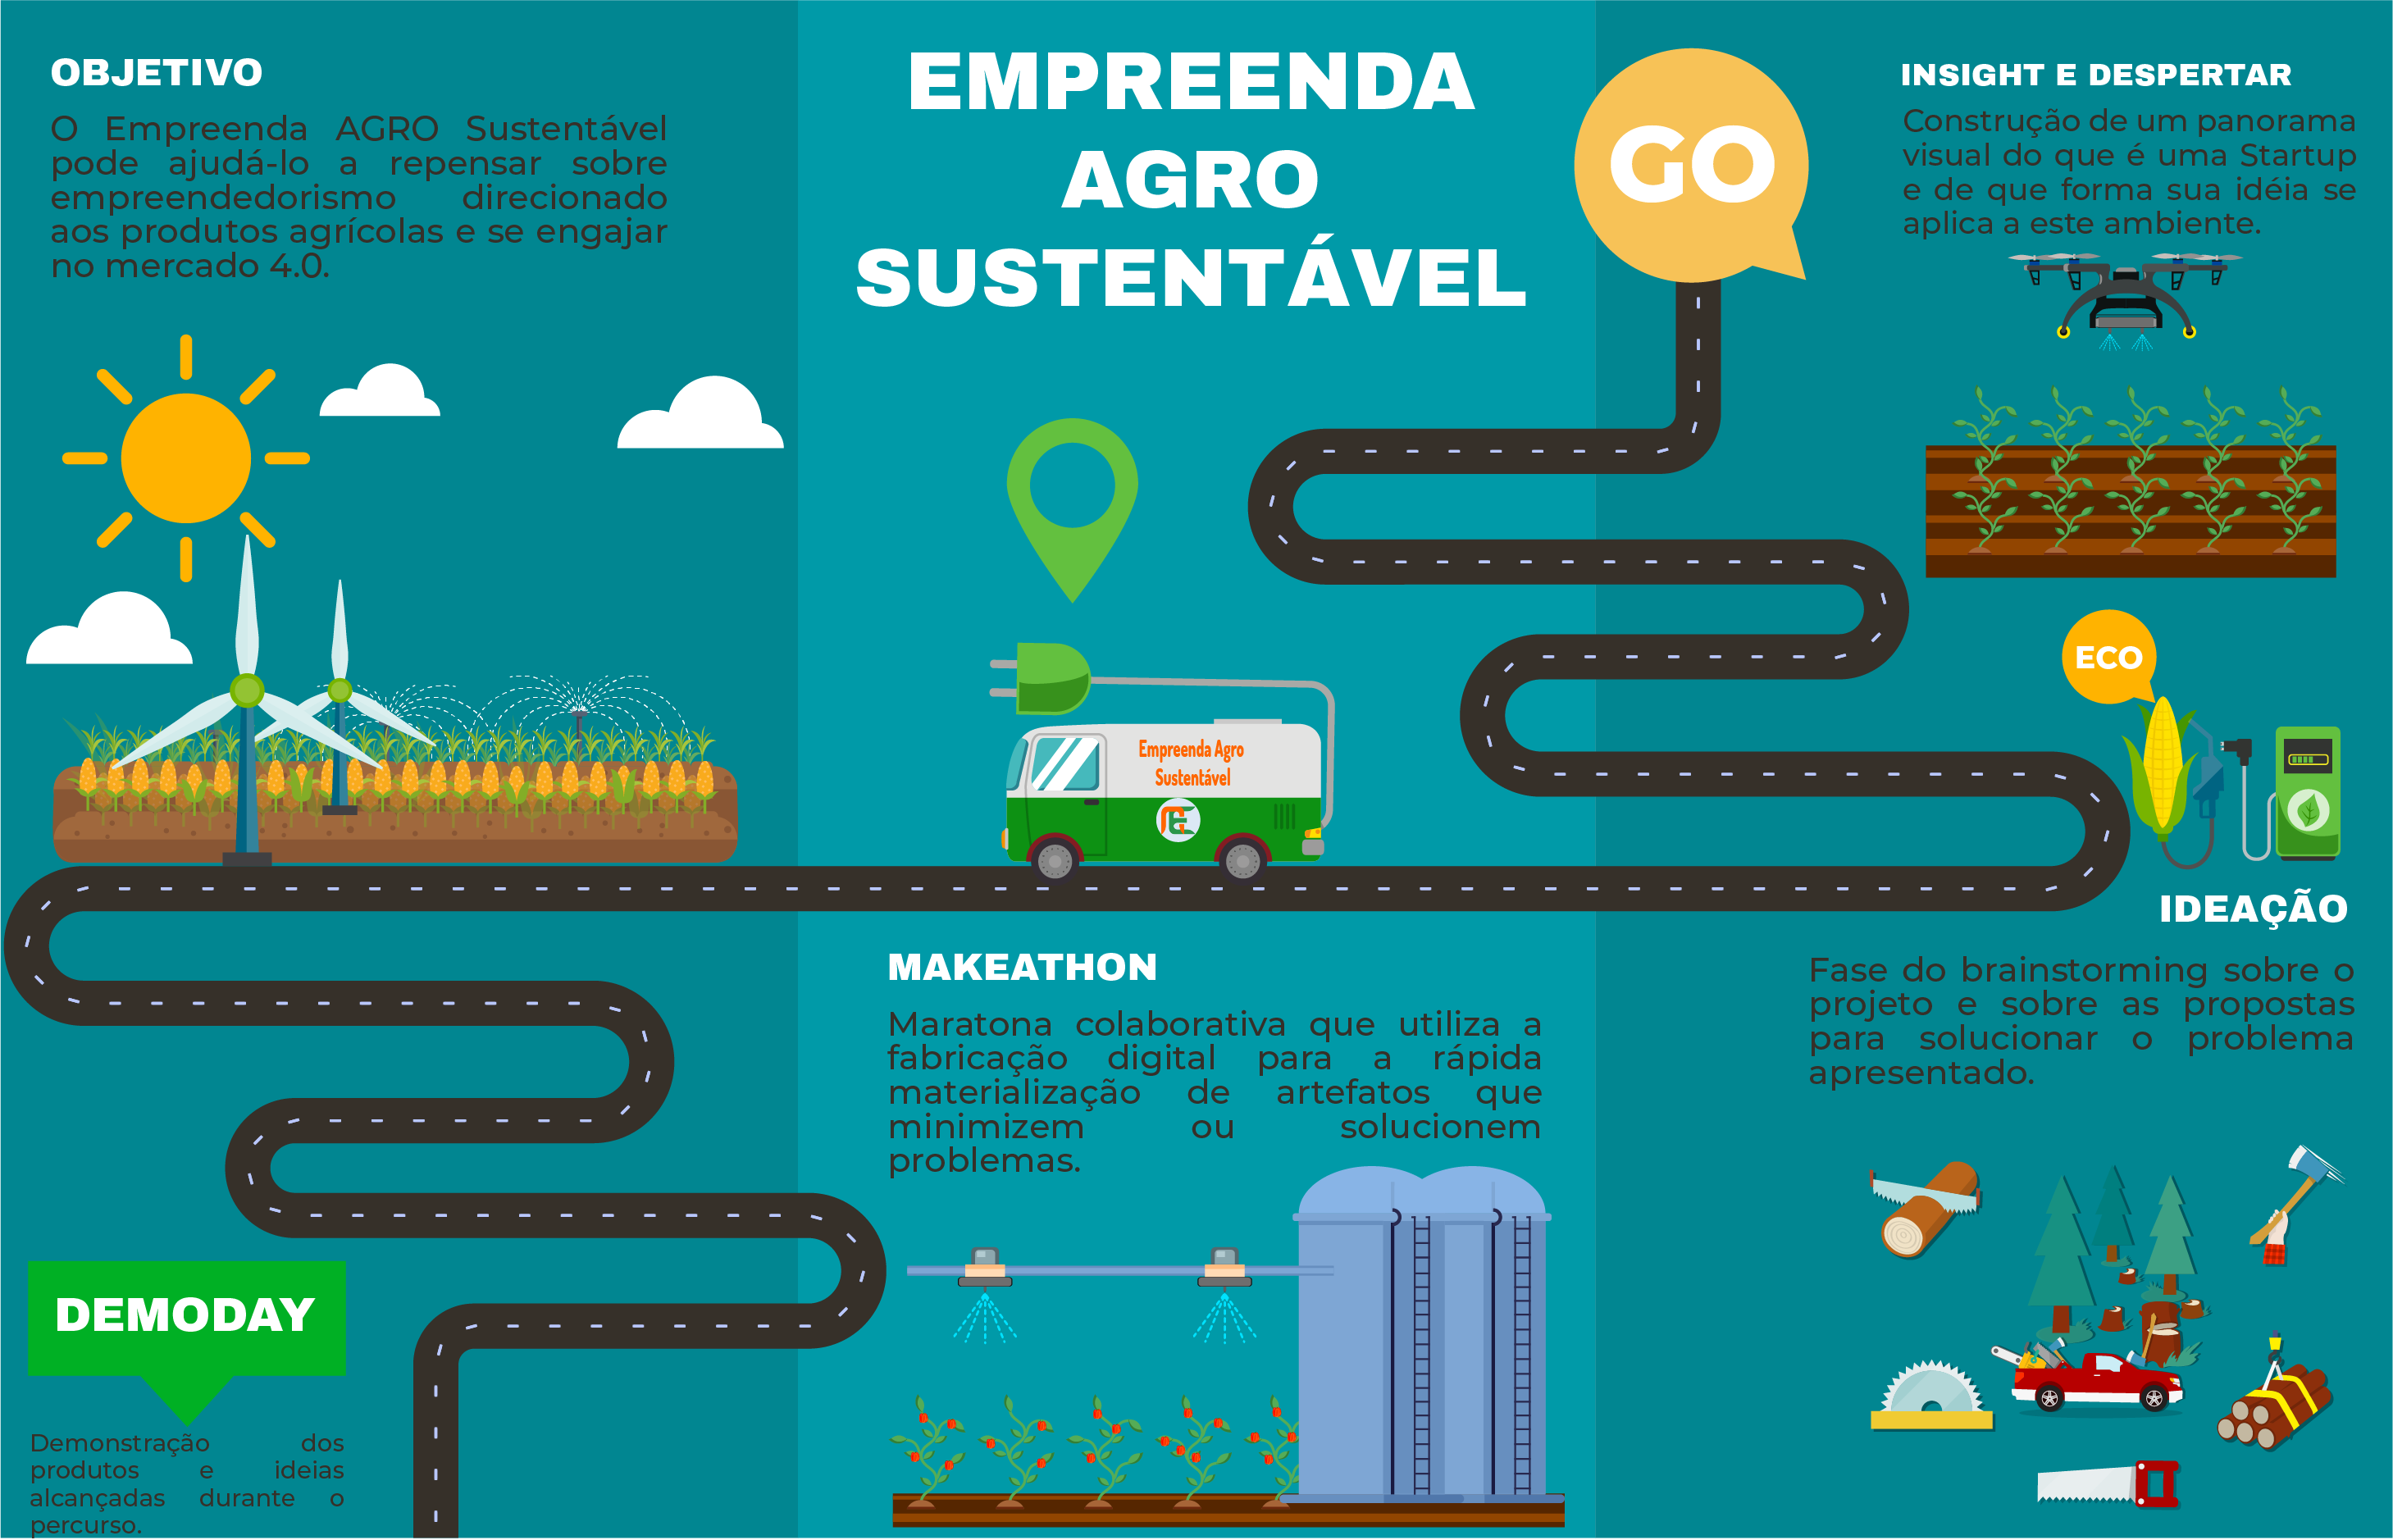 OBJETIVO
O Empreenda AGRO Sustentável
pode ajudá-lo a repensar sobre
empreendedorismo direcionado
aos produtos agrícolas e se engajar
no mercado 4.0.
EMPREENDA
AGRO
SUSTENTÁVEL
GO
INSIGHT E DESPERTAR
Construção de um panorama
visual do que é uma Startup
e de que forma sua idéia se
aplica a este ambiente.
ECO
Empreenda Agro
Sustentável
IDEAÇÃO
Fase do brainstorming sobre o
projeto e sobre as propostas
para solucionar o problema
apresentado.
MAKEATHON
Maratona colaborativa que utiliza a
fabricação digital para a rápida
materialização de artefatos que
minimizem ou solucionem
problemas.
DEMODAY
Demonstração dos
produtos e ideias
alcançadas durante o
percurso.